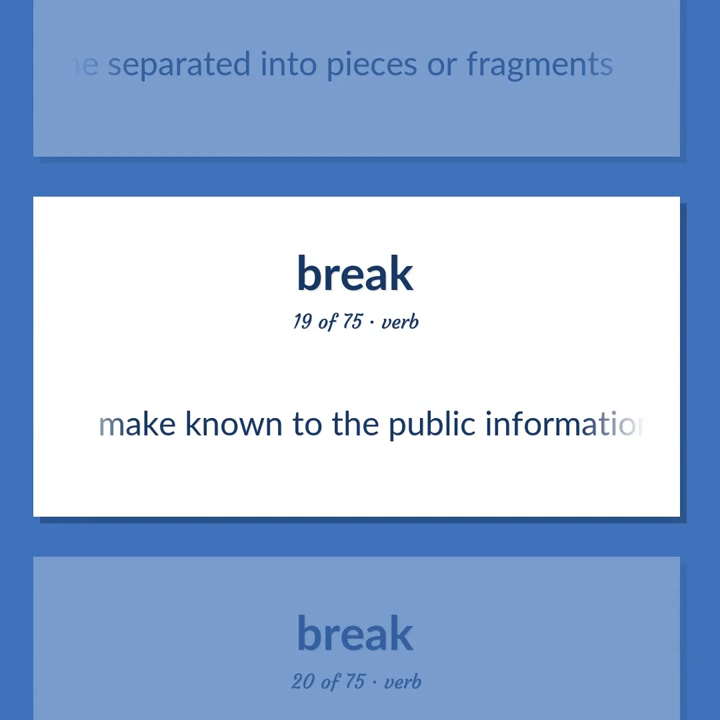 separated into pieces or fragments
break
19 of 75 · verb
make known to the public information
break
20 of 75 · verb